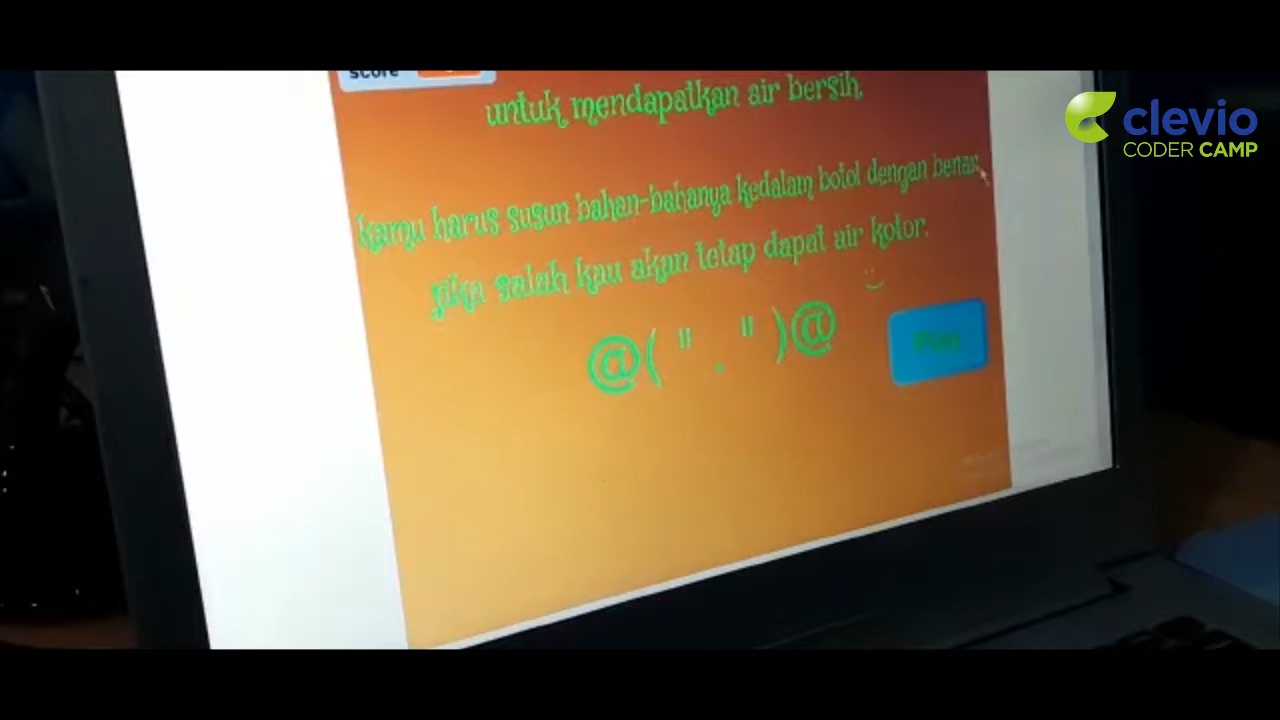 score
untuk mendapatkan air bersih,
kamu harus susun bahan-bahanya kedalam botol dengan benar.
jika salah kau akan tetap dapat air kotor.
@( " . " )@
clevio
CODER CAMP